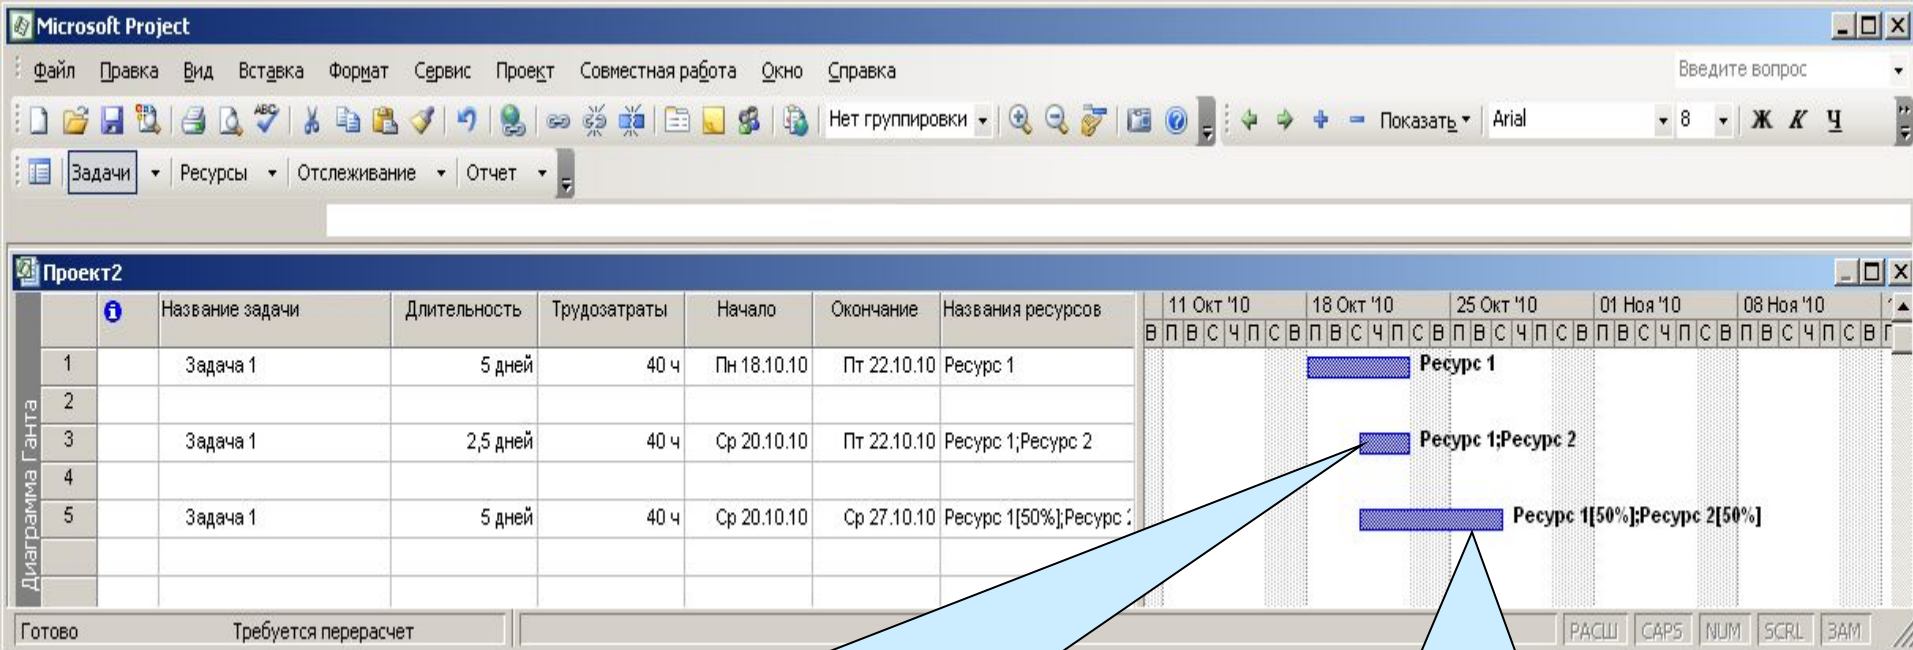 Microsoft Project
Файл Правка Вид Вставка Формат Сервис Проект Совместная работа Окно Справка Введите вопрос
ABC Нет группировки Показать Arial 8 Ж К Ч
Задачи Ресурсы Отслеживание Отчет
Проект2
Название задачи Длительность Трудозатраты Начало Окончание Названия ресурсов 11 Окт '10 18 Окт '10 25 Окт '10 01 Ноя '10 08 Ноя '10
В П В С Ч П С В П В С Ч П С В П В С Ч П С В П В С Ч П С В П В С Ч П С В П
1 Задача 1 5 дней 40 ч Пн 18.10.10 Пт 22.10.10 Ресурс 1 Ресурс 1
2
3 Задача 1 2,5 дней 40 ч Ср 20.10.10 Пт 22.10.10 Ресурс 1;Ресурс 2 Ресурс 1;Ресурс 2
4
5 Задача 1 5 дней 40 ч Ср 20.10.10 Ср 27.10.10 Ресурс 1[50%];Ресурс Ресурс 1[50%];Ресурс 2[50%]
Диаграмма Ганта
Готово Требуется перерасчет РАСШ CAPS NUM SCRL ЗАМ